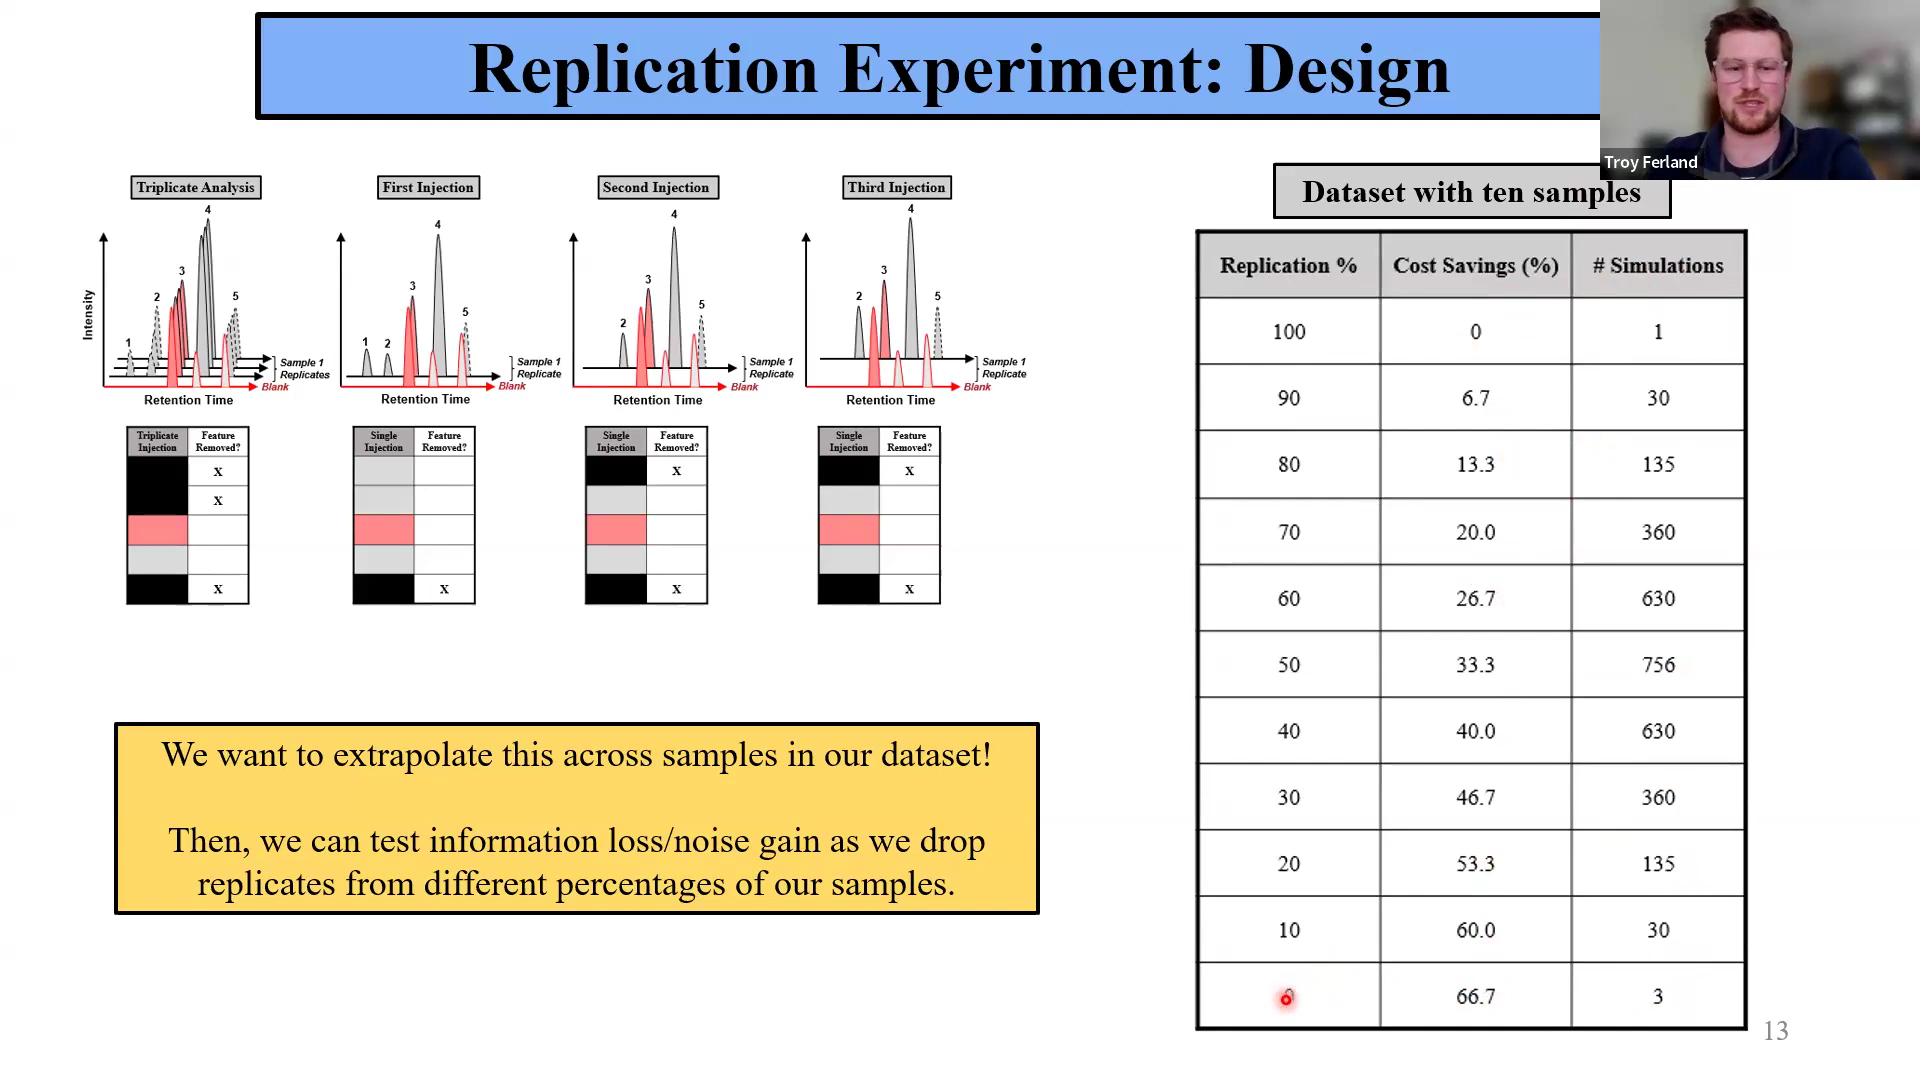 Replication Experiment: Design
Troy Ferland
Triplicate Analysis
First Injection
Second Injection
Third Injection
Intensity
1
2
3
4
5
Sample 1
Replicates
Blank
Retention Time
1
2
3
4
5
Sample 1
Replicate
Blank
Retention Time
2
3
4
5
Sample 1
Replicate
Blank
Retention Time
2
3
4
5
Sample 1
Replicate
Blank
Retention Time
Triplicate Injection Feature Removed?
X
X
X
Single Injection Feature Removed?
X
Single Injection Feature Removed?
X
X
Single Injection Feature Removed?
X
X
We want to extrapolate this across samples in our dataset!
Then, we can test information loss/noise gain as we drop
replicates from different percentages of our samples.
Dataset with ten samples
Replication % Cost Savings (%) # Simulations
100 0 1
90 6.7 30
80 13.3 135
70 20.0 360
60 26.7 630
50 33.3 756
40 40.0 630
30 46.7 360
20 53.3 135
10 60.0 30
66.7 3
13